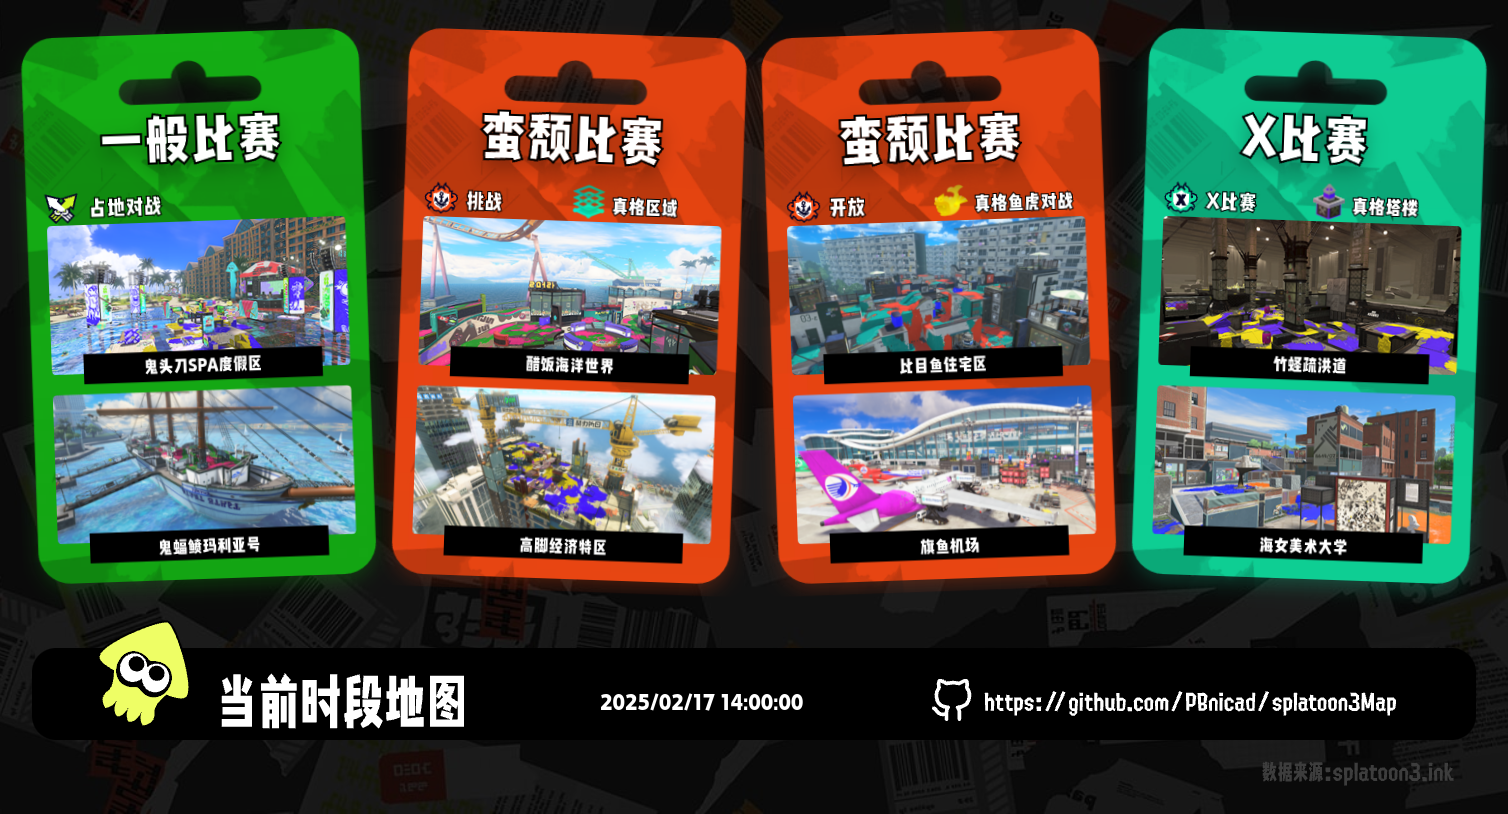 一般比赛
占地对战
鬼头刀SPA度假区
鬼蝠鲼玛利亚号
蛮颓比赛
挑战
真格区域
醋饭海洋世界
高脚经济特区
蛮颓比赛
开放
真格鱼虎对战
比目鱼住宅区
旗鱼机场
X比赛
X比赛
真格塔楼
竹蛏疏洪道
海女美术大学
当前时段地图
2025/02/17 14:00:00
https://github.com/PBnicad/splatoon3Map
数据来源:splatoon3.ink